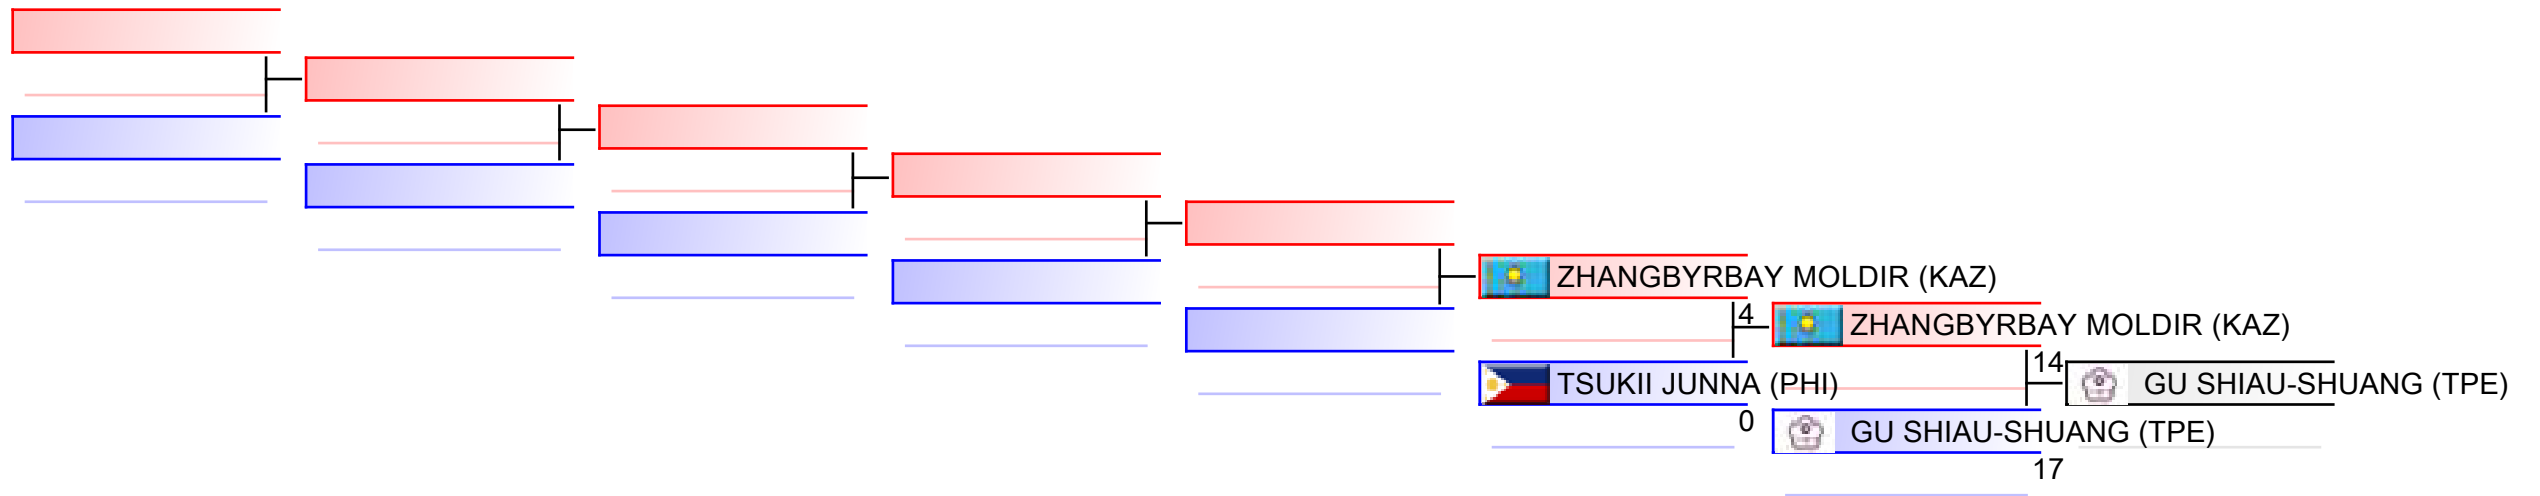 ZHANGBYRBAY MOLDIR (KAZ)
4
ZHANGBYRBAY MOLDIR (KAZ)
14
TSUKII JUNNA (PHI)
GU SHIAU-SHUANG (TPE)
0
GU SHIAU-SHUANG (TPE)
17